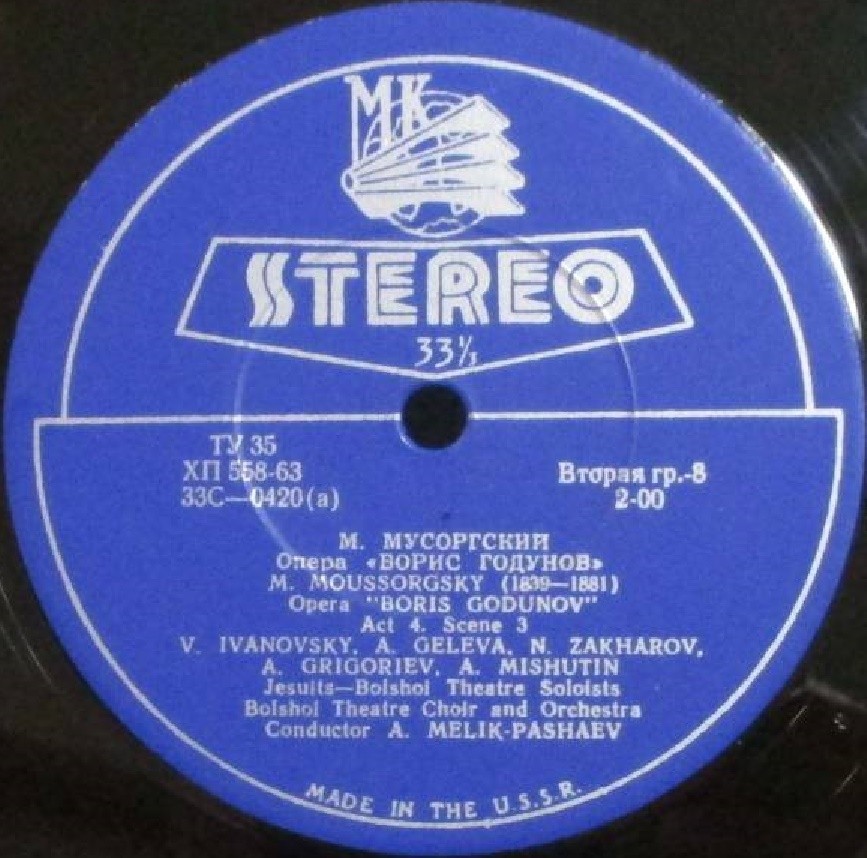 МК
STEREO
33⅓
ТУ 35
ХП 558-63
33С—0420(а)
Вторая гр.-8
2-00
М. МУСОРГСКИЙ
Опера «БОРИС ГОДУНОВ»
M. MOUSSORGSKY (1839—1881)
Opera "BORIS GODUNOV"
Act 4. Scene 3
V. IVANOVSKY, A. GELEVA, N. ZAKHAROV,
A. GRIGORIEV, A. MISHUTIN
Jesuits—Bolshoi Theatre Soloists
Bolshoi Theatre Choir and Orchestra
Conductor A. MELIK-PASHAEV
MADE IN THE U.S.S.R.